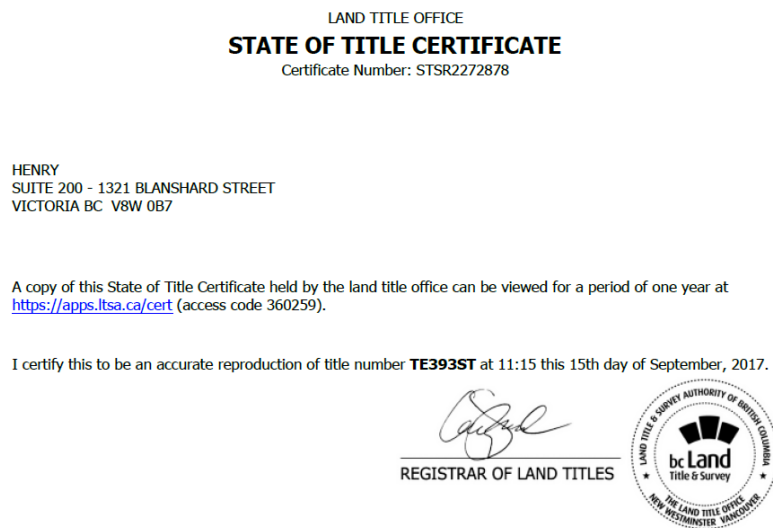 LAND TITLE OFFICE
STATE OF TITLE CERTIFICATE
Certificate Number: STSR2272878
HENRY
SUITE 200 - 1321 BLANSHARD STREET
VICTORIA BC V8W 0B7
A copy of this State of Title Certificate held by the land title office can be viewed for a period of one year at
https://apps.ltsa.ca/cert (access code 360259).
I certify this to be an accurate reproduction of title number TE393ST at 11:15 this 15th day of September, 2017.
REGISTRAR OF LAND TITLES
LAND TITLE & SURVEY AUTHORITY OF BRITISH COLUMBIA
bc Land
Title & Survey
THE LAND TITLE OFFICE
NEW WESTMINSTER VANCOUVER